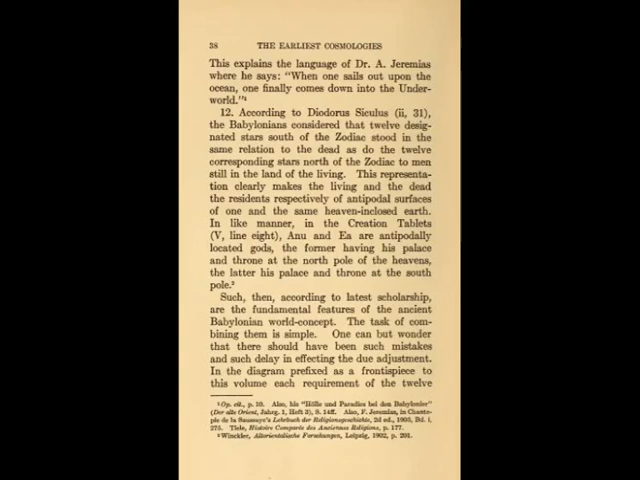 38 THE EARLIEST COSMOLOGIES
This explains the language of Dr. A. Jeremias
where he says: "When one sails out upon the
ocean, one finally comes down into the Under-
world."¹
12. According to Diodorus Siculus (ii, 31),
the Babylonians considered that twelve desig-
nated stars south of the Zodiac stood in the
same relation to the dead as do the twelve
corresponding stars north of the Zodiac to men
still in the land of the living. This representa-
tion clearly makes the living and the dead
the residents respectively of antipodal surfaces
of one and the same heaven-inclosed earth.
In like manner, in the Creation Tablets
(V, line eight), Anu and Ea are antipodally
located gods, the former having his palace
and throne at the north pole of the heavens,
the latter his palace and throne at the south
pole.²
Such, then, according to latest scholarship,
are the fundamental features of the ancient
Babylonian world-concept. The task of com-
bining them is simple. One can but wonder
that there should have been such mistakes
and such delay in effecting the due adjustment.
In the diagram prefixed as a frontispiece to
this volume each requirement of the twelve
¹ Op. cit., p. 10. Also, his "Hölle und Paradies bei den Babylonier"
(Der alte Orient, Jahrg. 1, Heft 3), S. 14ff. Also, F. Jeremias, in Chante-
pie de la Saussaye's Lehrbuch der Religionsgeschichte, 3d ed., 1905, Bd. i,
275. Tiele, Histoire Comparée des Anciennes Religions, p. 177.
² Winckler, Altorientalische Forschungen, Leipzig, 1902, p. 201.